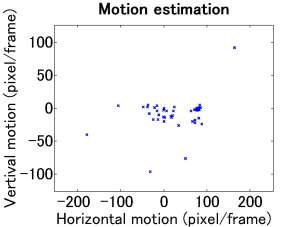 Motion estimation
Vertival motion (pixel/frame)
100
50
0
−50
−100
−200 −100 0 100 200
Horizontal motion (pixel/frame)